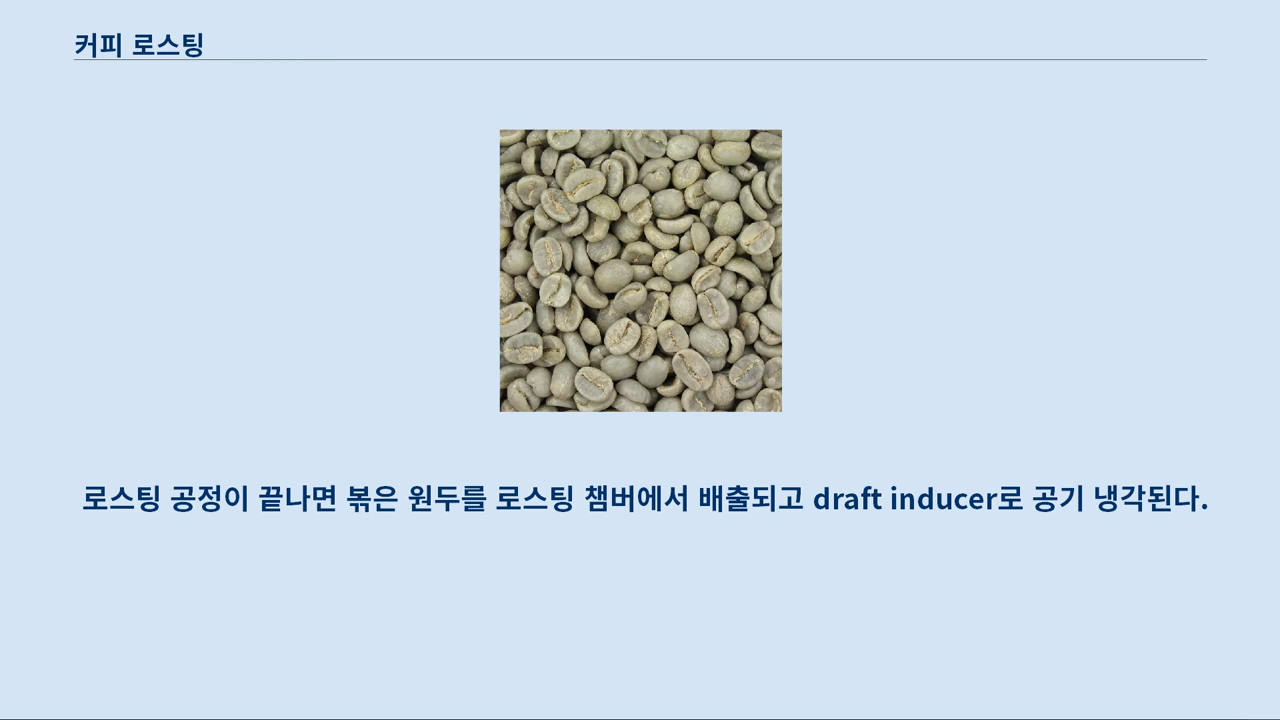 커피 로스팅
로스팅 공정이 끝나면 볶은 원두를 로스팅 챔버에서 배출되고 draft inducer로 공기 냉각된다.